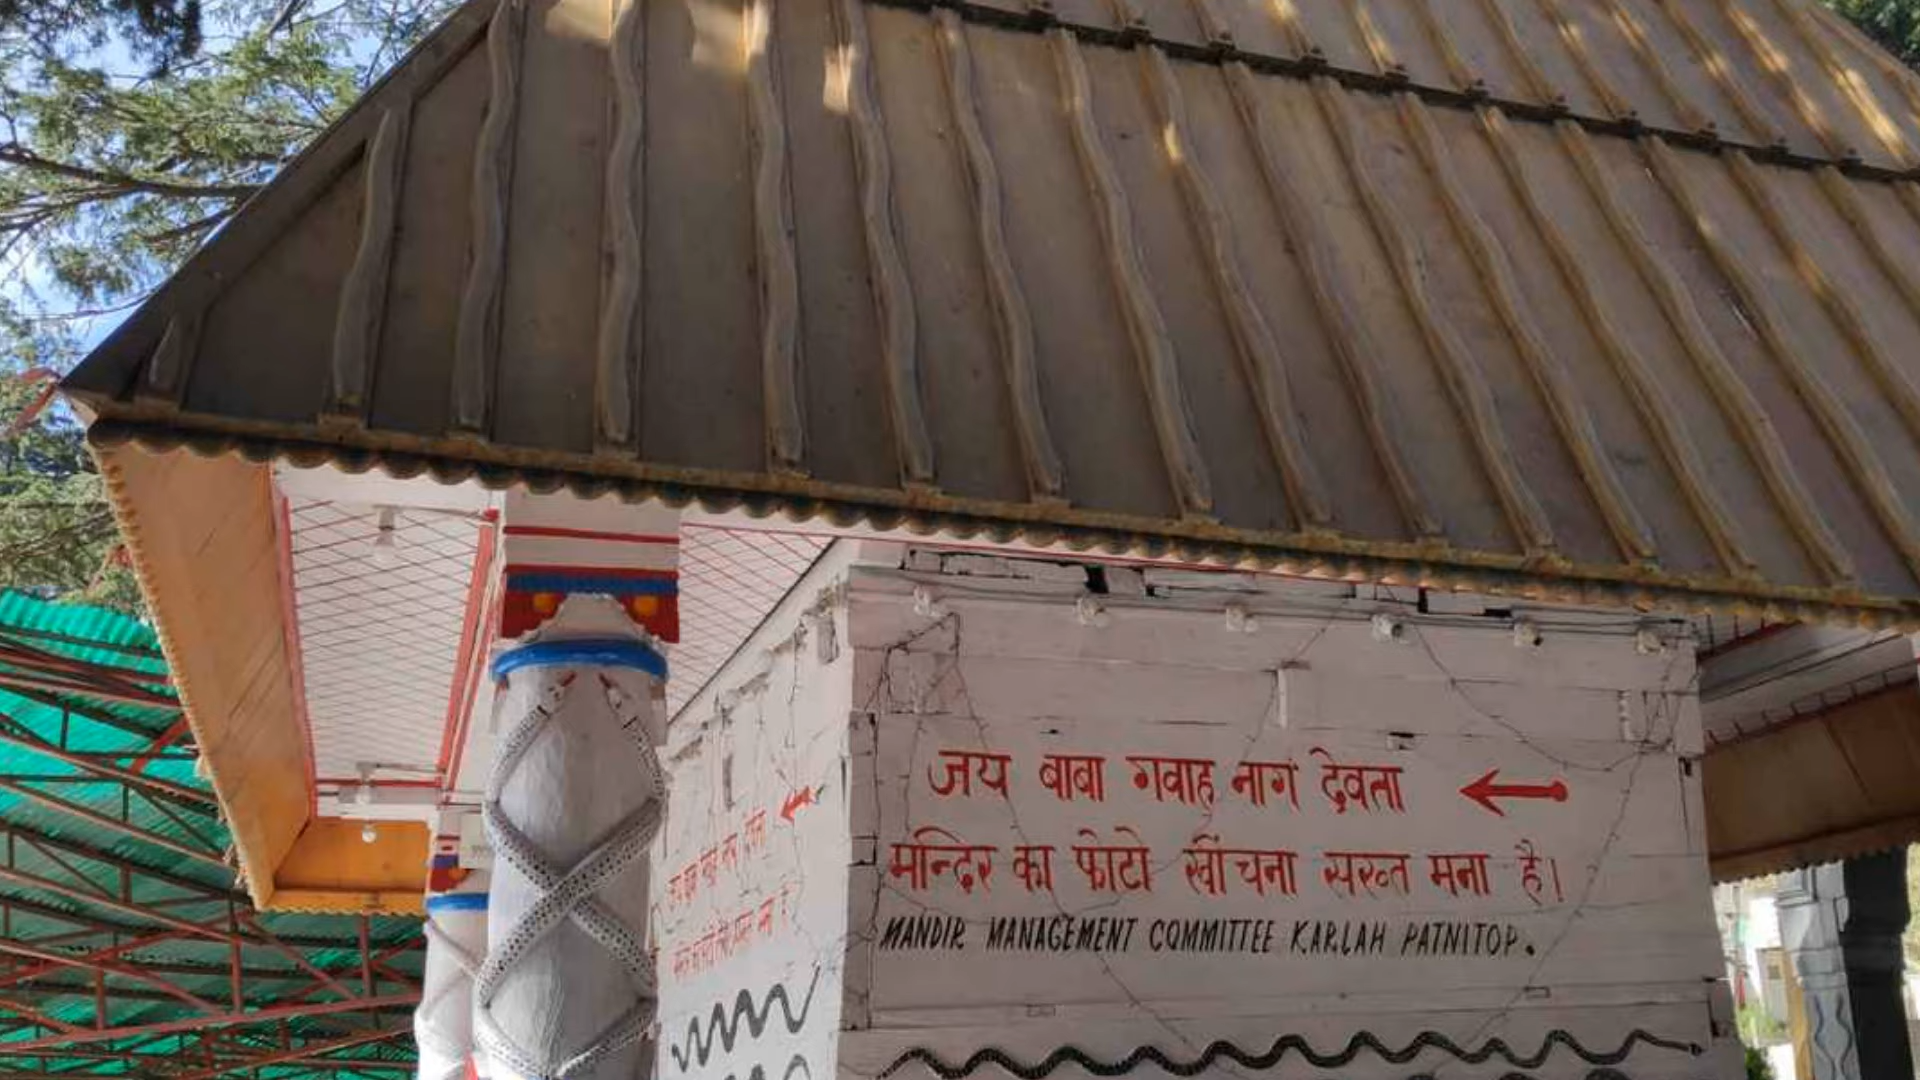 जय बाबा गवाह नाग देवता
मन्दिर का फोटो खींचना सख्त मना है।
MANDIR MANAGEMENT COMMITTEE KARLAH PATNITOP.